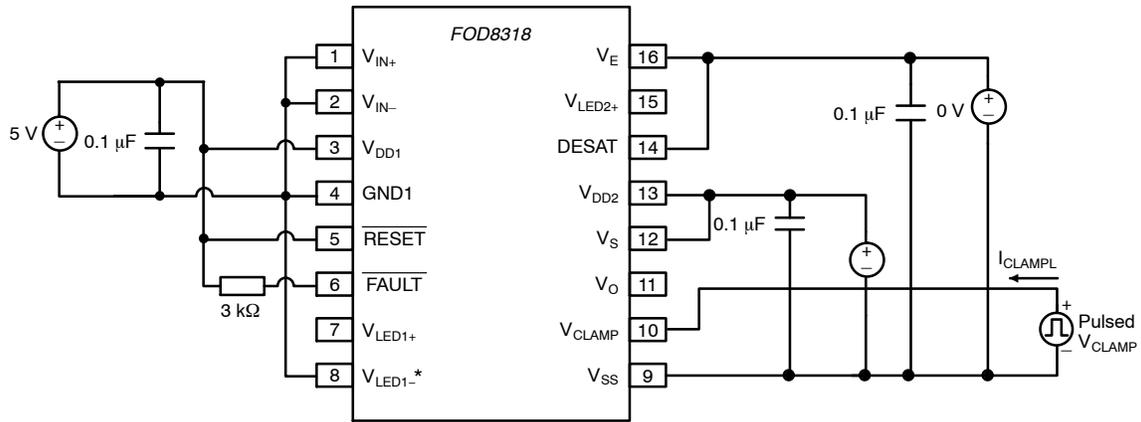 FOD8318
1 V_IN+
2 V_IN–
3 V_DD1
4 GND1
5 RESET
6 FAULT
7 V_LED1+
8 V_LED1–*
V_E 16
V_LED2+ 15
DESAT 14
V_DD2 13
V_S 12
V_O 11
V_CLAMP 10
V_SS 9
5 V
+
–
0.1 μF
3 kΩ
0.1 μF
0 V
+
–
0.1 μF
+
–
I_CLAMPL
+
Pulsed
V_CLAMP
–